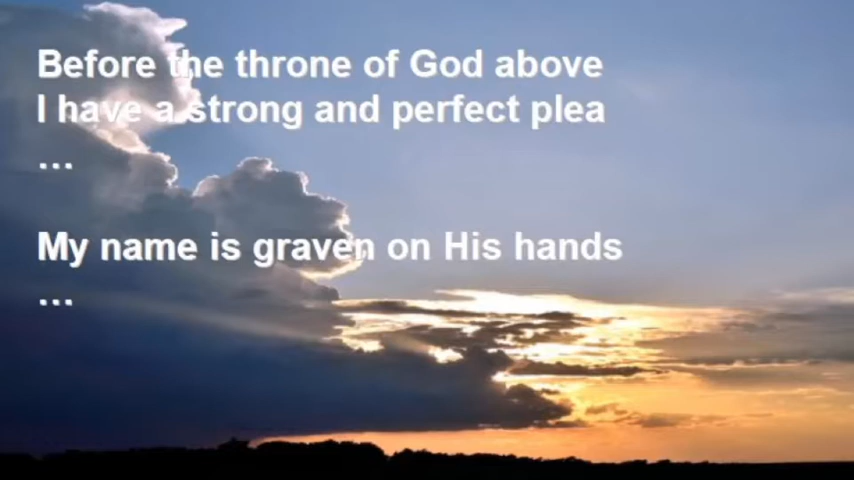 Before the throne of God above
I have a strong and perfect plea
...
My name is graven on His hands
...